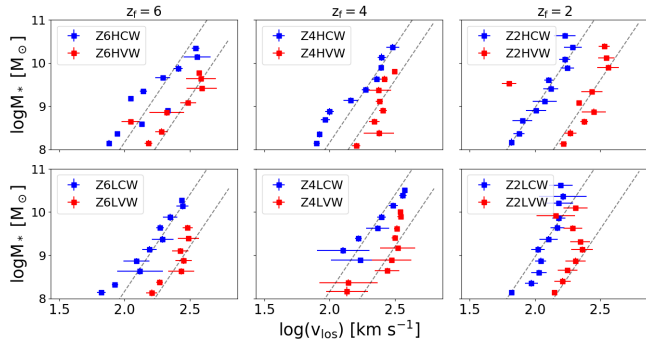 z_f = 6 z_f = 4 z_f = 2
logM_* [M_⊙]
11
10
9
8
Z6HCW
Z6HVW
Z4HCW
Z4HVW
Z2HCW
Z2HVW
logM_* [M_⊙]
11
10
9
8
Z6LCW
Z6LVW
Z4LCW
Z4LVW
Z2LCW
Z2LVW
1.5 2.0 2.5 1.5 2.0 2.5 1.5 2.0 2.5
log(v_los) [km s⁻¹]